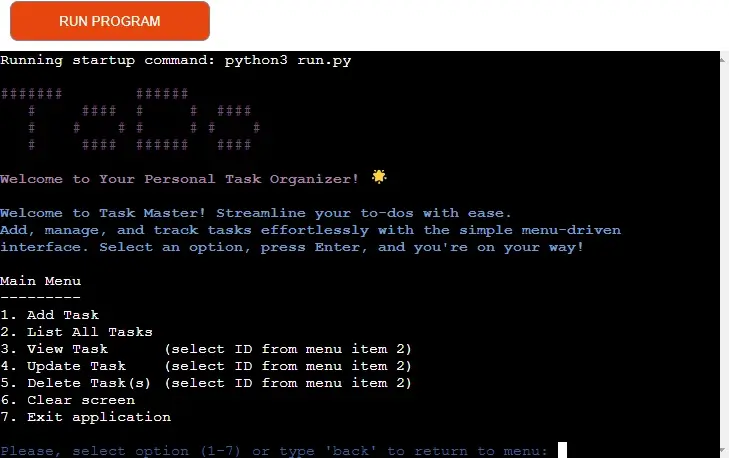 RUN PROGRAM
Running startup command: python3 run.py
ToDo
Welcome to Your Personal Task Organizer!
Welcome to Task Master! Streamline your to-dos with ease.
Add, manage, and track tasks effortlessly with the simple menu-driven
interface. Select an option, press Enter, and you're on your way!
Main Menu
---------
1. Add Task
2. List All Tasks
3. View Task (select ID from menu item 2)
4. Update Task (select ID from menu item 2)
5. Delete Task(s) (select ID from menu item 2)
6. Clear screen
7. Exit application
Please, select option (1-7) or type 'back' to return to menu: